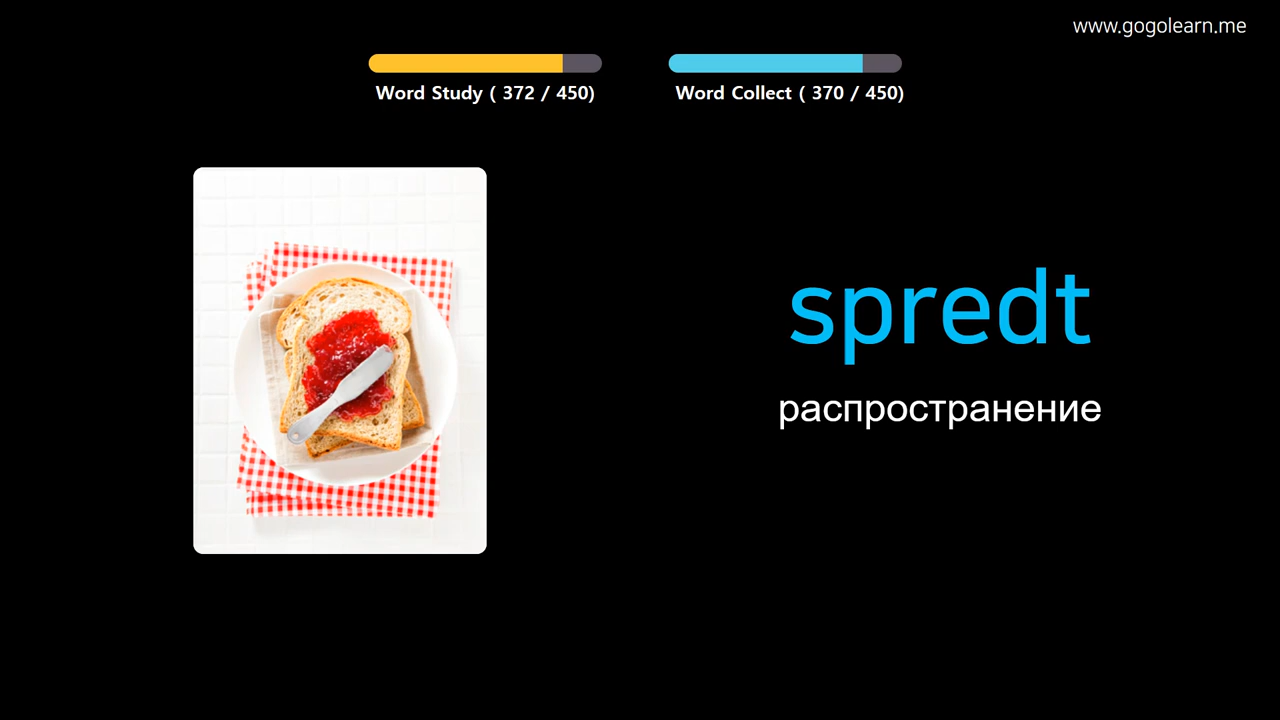 www.gogolearn.me
Word Study ( 372 / 450)
Word Collect ( 370 / 450)
spredt
распространение